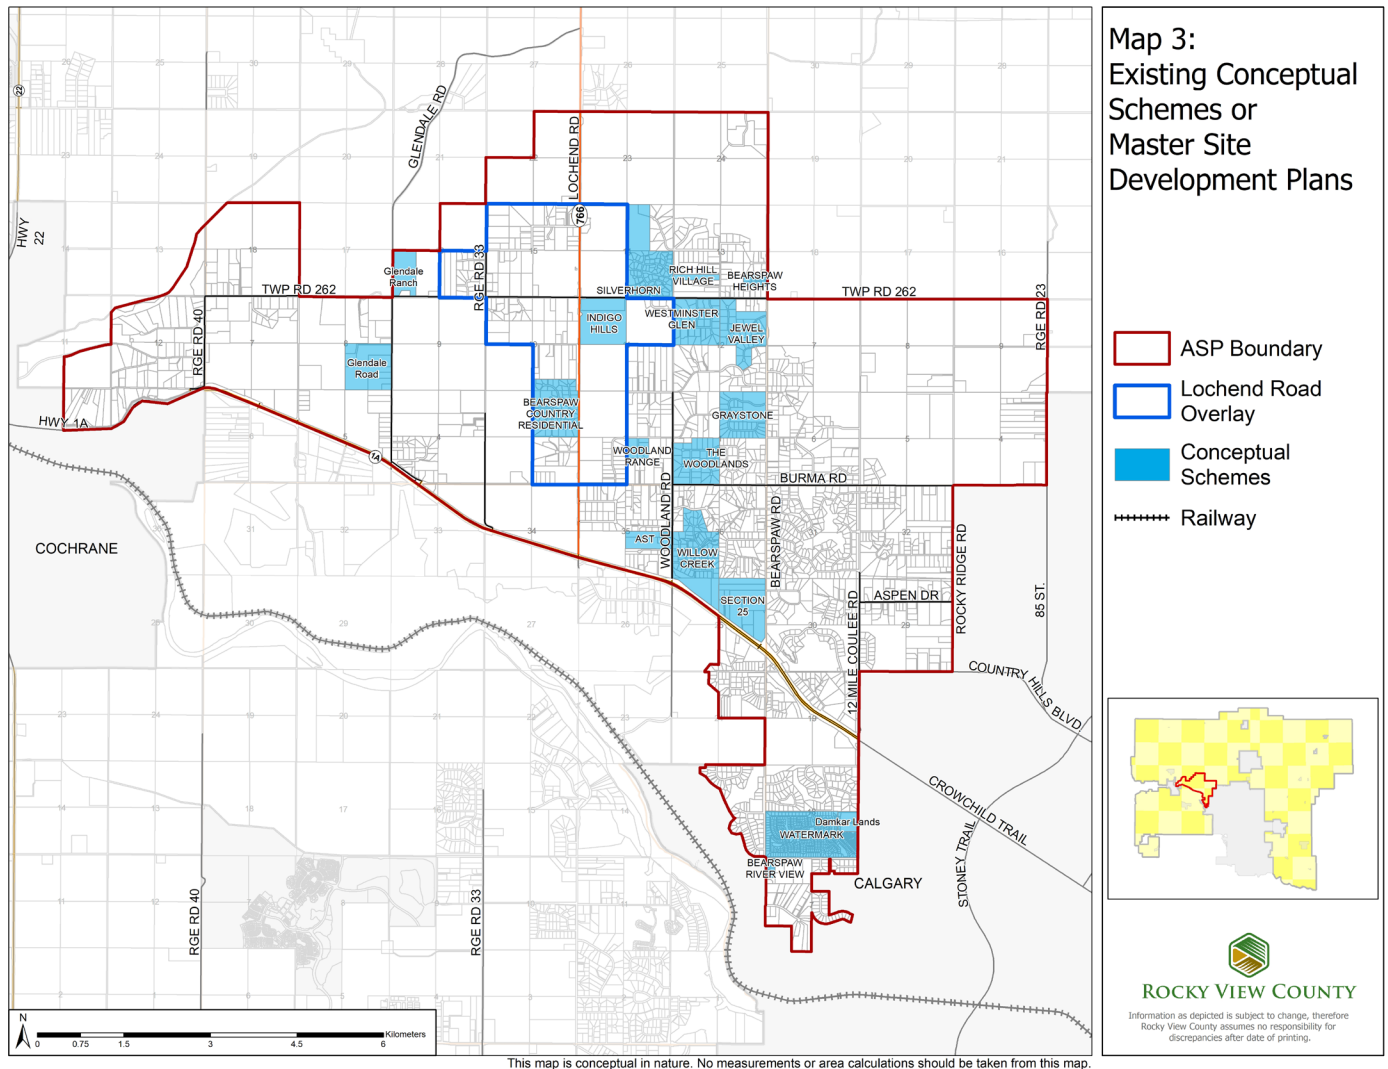 Map 3:
Existing Conceptual
Schemes or
Master Site
Development Plans
ASP Boundary
Lochend Road
Overlay
Conceptual
Schemes
Railway
ROCKY VIEW COUNTY
Information as depicted is subject to change, therefore
Rocky View County assumes no responsibility for
discrepancies after date of printing.
22
GLENDALE RD
LOCHEND RD
766
HWY
22
RGE RD 33
Glendale
Ranch
TWP RD 262
RICH HILL
VILLAGE
BEARSPAW
HEIGHTS
SILVERHORN
TWP RD 262
RGE RD 23
RGE RD 40
INDIGO
HILLS
WESTMINSTER
GLEN
JEWEL
VALLEY
Glendale
Road
HWY 1A
1A
BEARSPAW
COUNTRY
RESIDENTIAL
GRAYSTONE
WOODLAND
RANGE
THE
WOODLANDS
BURMA RD
WOODLAND RD
BEARSPAW RD
ROCKY RIDGE RD
COCHRANE
AST
WILLOW
CREEK
SECTION
25
ASPEN DR
85 ST.
12 MILE COULEE RD
COUNTRY HILLS BLVD
CROWCHILD TRAIL
STONEY TRAIL
Damkar Lands
WATERMARK
BEARSPAW
RIVER VIEW
CALGARY
RGE RD 40
RGE RD 33
N
Kilometers
0 0.75 1.5 3 4.5 6
This map is conceptual in nature. No measurements or area calculations should be taken from this map.